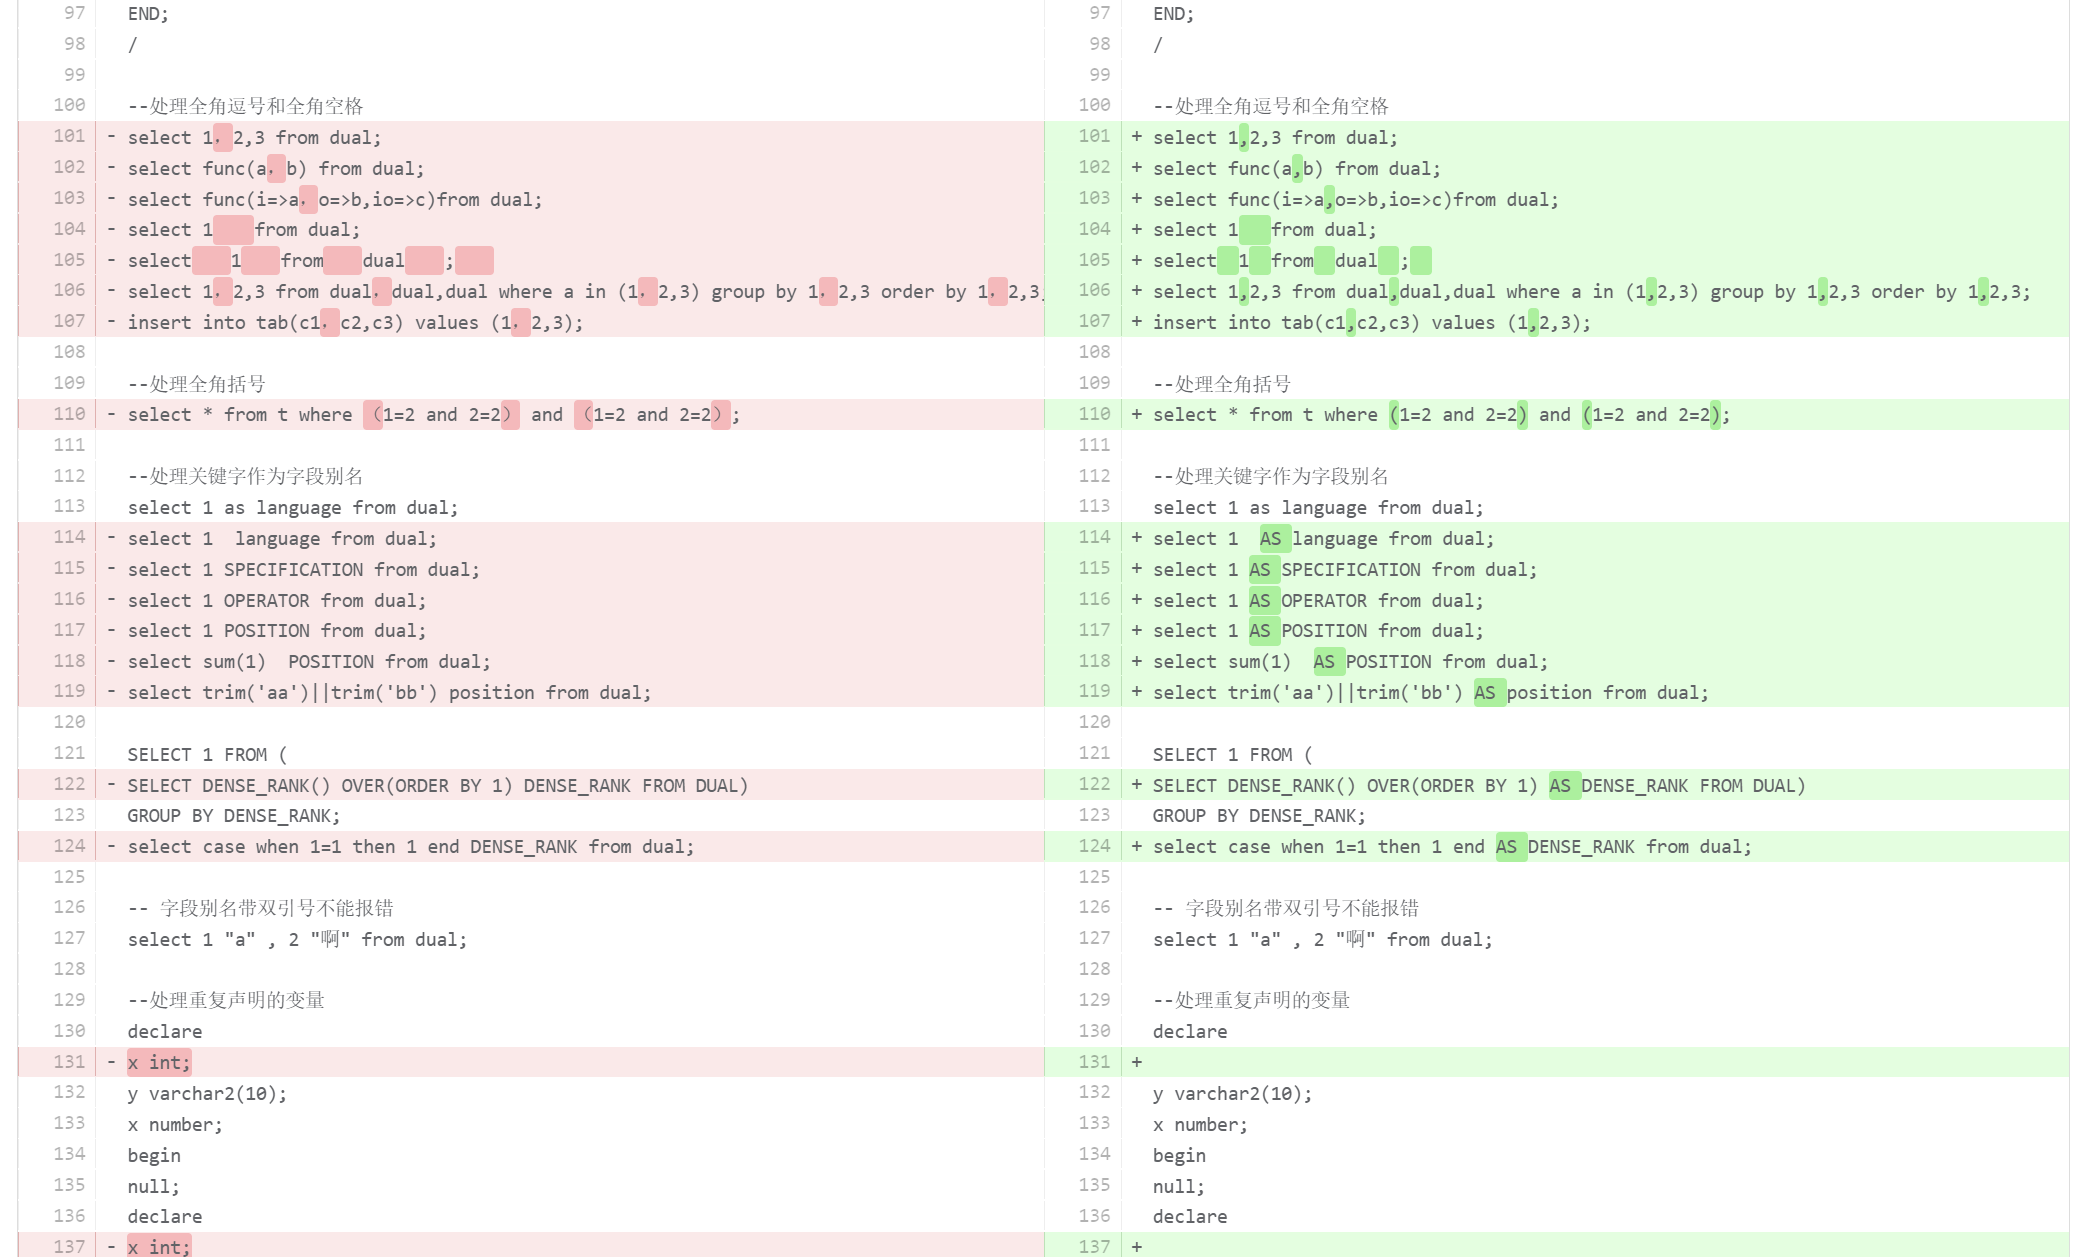 97 END;
98 /
99
100 --处理全角逗号和全角空格
101 - select 1，2,3 from dual;
102 - select func(a，b) from dual;
103 - select func(i=>a，o=>b,io=>c)from dual;
104 - select 1　 from dual;
105 - select　 1　 from　 dual　 ;　
106 - select 1，2,3 from dual，dual,dual where a in (1，2,3) group by 1，2,3 order by 1，2,3;
107 - insert into tab(c1，c2,c3) values (1，2,3);
108
109 --处理全角括号
110 - select * from t where （1=2 and 2=2） and （1=2 and 2=2）;
111
112 --处理关键字作为字段别名
113 select 1 as language from dual;
114 - select 1  language from dual;
115 - select 1 SPECIFICATION from dual;
116 - select 1 OPERATOR from dual;
117 - select 1 POSITION from dual;
118 - select sum(1)  POSITION from dual;
119 - select trim('aa')||trim('bb') position from dual;
120
121 SELECT 1 FROM (
122 - SELECT DENSE_RANK() OVER(ORDER BY 1) DENSE_RANK FROM DUAL)
123 GROUP BY DENSE_RANK;
124 - select case when 1=1 then 1 end DENSE_RANK from dual;
125
126 -- 字段别名带双引号不能报错
127 select 1 "a" , 2 "啊" from dual;
128
129 --处理重复声明的变量
130 declare
131 - x int;
132 y varchar2(10);
133 x number;
134 begin
135 null;
136 declare
137 - x int;
97 END;
98 /
99
100 --处理全角逗号和全角空格
101 + select 1,2,3 from dual;
102 + select func(a,b) from dual;
103 + select func(i=>a,o=>b,io=>c)from dual;
104 + select 1   from dual;
105 + select  1  from  dual  ;
106 + select 1,2,3 from dual,dual,dual where a in (1,2,3) group by 1,2,3 order by 1,2,3;
107 + insert into tab(c1,c2,c3) values (1,2,3);
108
109 --处理全角括号
110 + select * from t where (1=2 and 2=2) and (1=2 and 2=2);
111
112 --处理关键字作为字段别名
113 select 1 as language from dual;
114 + select 1  AS language from dual;
115 + select 1 AS SPECIFICATION from dual;
116 + select 1 AS OPERATOR from dual;
117 + select 1 AS POSITION from dual;
118 + select sum(1)  AS POSITION from dual;
119 + select trim('aa')||trim('bb') AS position from dual;
120
121 SELECT 1 FROM (
122 + SELECT DENSE_RANK() OVER(ORDER BY 1) AS DENSE_RANK FROM DUAL)
123 GROUP BY DENSE_RANK;
124 + select case when 1=1 then 1 end AS DENSE_RANK from dual;
125
126 -- 字段别名带双引号不能报错
127 select 1 "a" , 2 "啊" from dual;
128
129 --处理重复声明的变量
130 declare
131 +
132 y varchar2(10);
133 x number;
134 begin
135 null;
136 declare
137 +